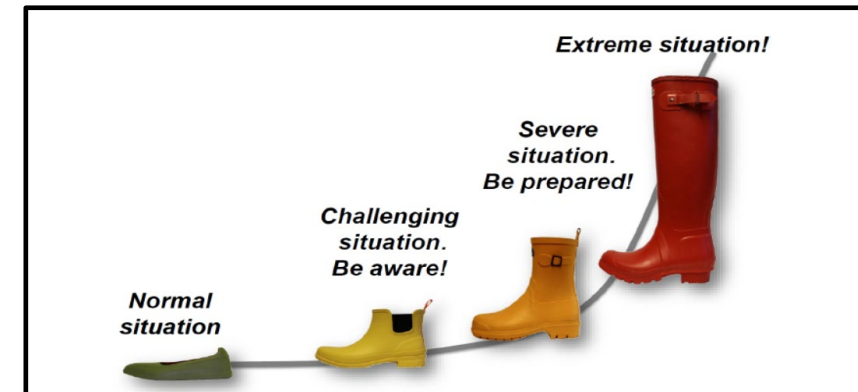 Extreme situation!
Severe
situation.
Be prepared!
Challenging
situation.
Be aware!
Normal
situation